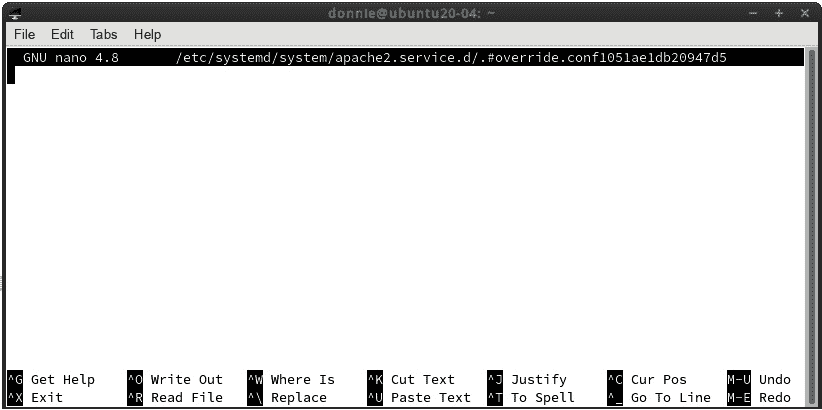 donnie@ubuntu20-04: ~
File Edit Tabs Help
GNU nano 4.8 /etc/systemd/system/apache2.service.d/.#override.conf1051ae1db20947d5
^G Get Help ^O Write Out ^W Where Is ^K Cut Text ^J Justify ^C Cur Pos M-U Undo
^X Exit ^R Read File ^\ Replace ^U Paste Text ^T To Spell ^_ Go To Line M-E Redo